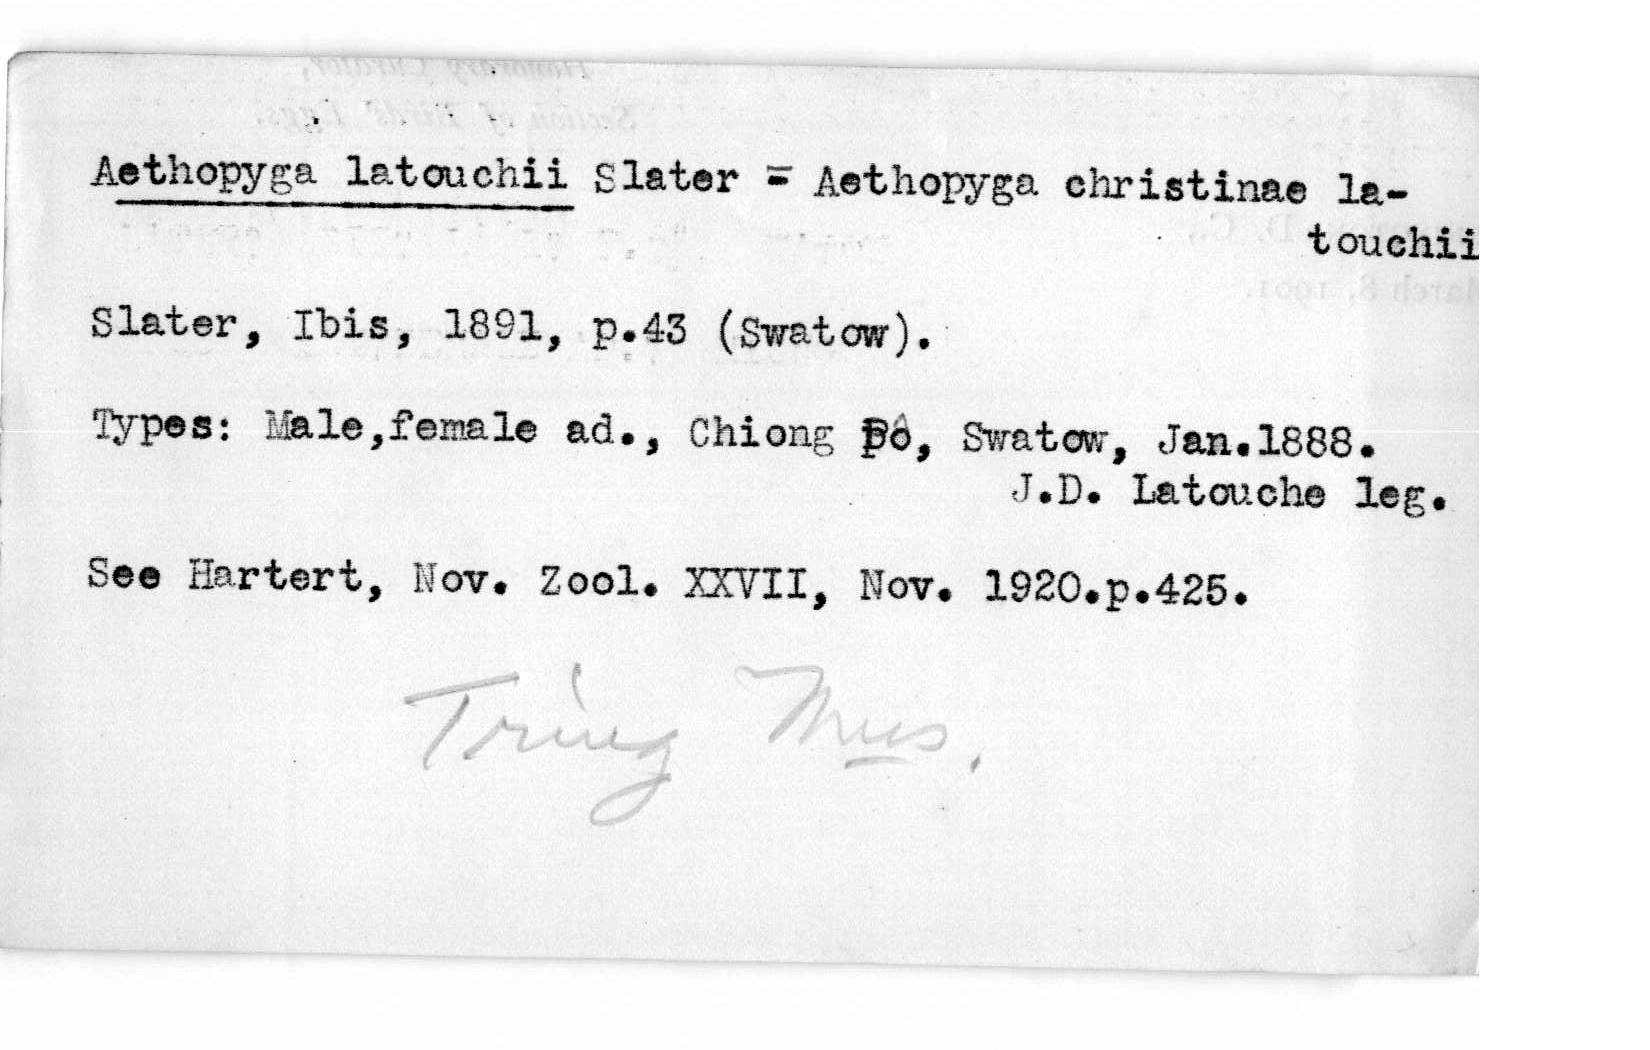 Aethopyga latouchii Slater = Aethopyga christinae la-
touchii
Slater, Ibis, 1891, p.43 (Swatow).
Types: Male,female ad., Chiong Pô, Swatow, Jan.1888.
J.D. Latouche leg.
See Hartert, Nov. Zool. XXVII, Nov. 1920.p.425.
Tring Mus.